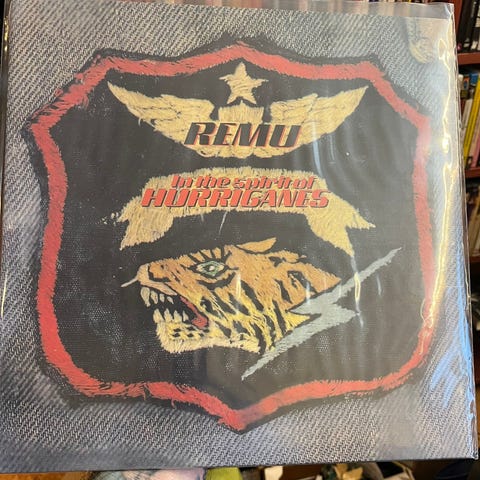 REMU
In the spirit of
HURRIGANES